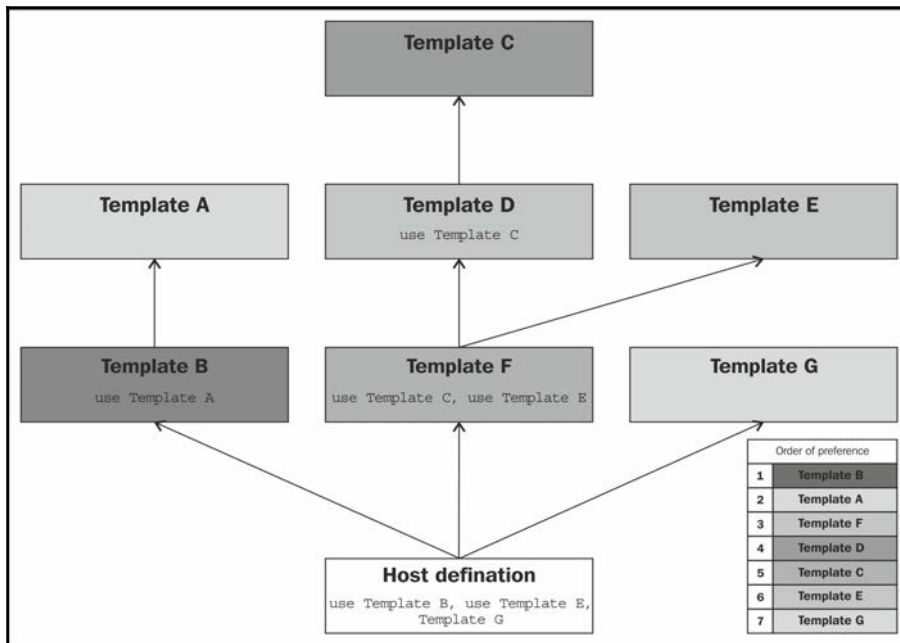 Template C
Template A
Template D
use Template C
Template E
Template B
use Template A
Template F
use Template C, use Template E
Template G
Host defination
use Template B, use Template E,
Template G
Order of preference
1 Template B
2 Template A
3 Template F
4 Template D
5 Template C
6 Template E
7 Template G